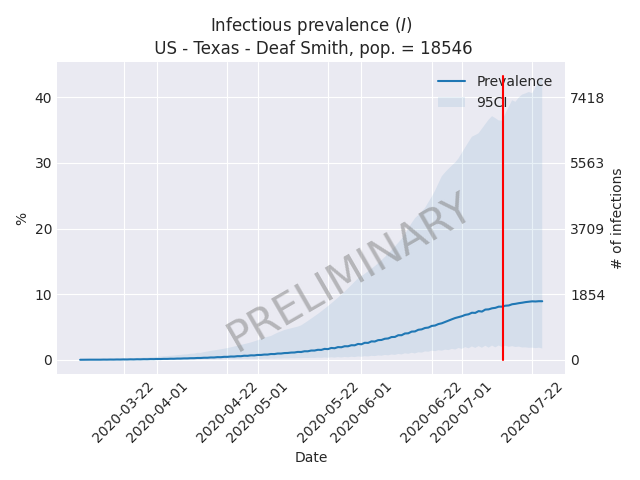 Infectious prevalence (I)
US - Texas - Deaf Smith, pop. = 18546
Prevalence
95CI
40
30
20
10
0
%
7418
5563
3709
1854
0
# of infections
PRELIMINARY
2020-03-22
2020-04-01
2020-04-22
2020-05-01
2020-05-22
2020-06-01
2020-06-22
2020-07-01
2020-07-22
Date